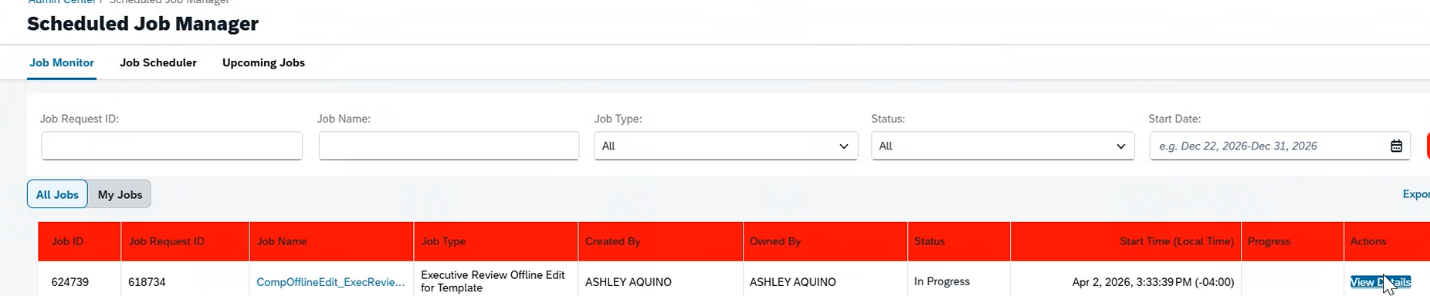 Admin Center / Scheduled Job Manager
Scheduled Job Manager
Job Monitor Job Scheduler Upcoming Jobs
Job Request ID: Job Name: Job Type: Status: Start Date:
All All e.g. Dec 22, 2026-Dec 31, 2026
All Jobs My Jobs
Job ID Job Request ID Job Name Job Type Created By Owned By Status Start Time (Local Time) Progress Actions
624739 618734 CompOfflineEdit_ExecRevie... Executive Review Offline Edit for Template ASHLEY AQUINO ASHLEY AQUINO In Progress Apr 2, 2026, 3:33:39 PM (-04:00) View Details